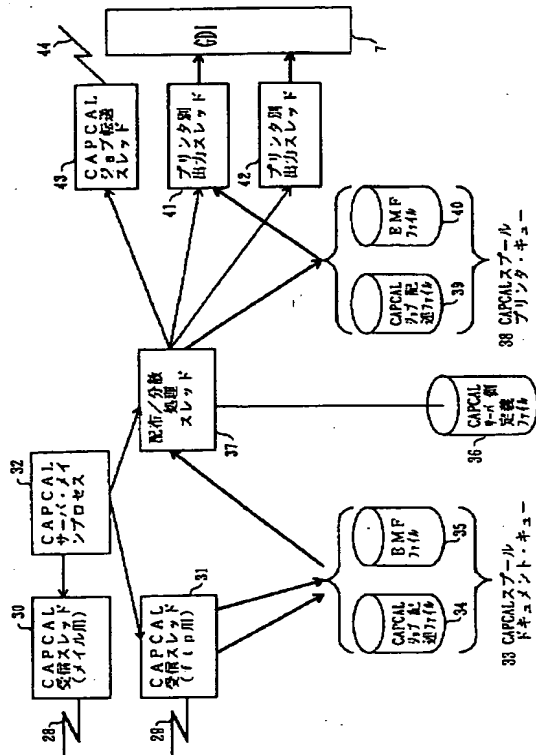 28
29
30
CAPCAL
受信スレッド
(メイル用)
32
CAPCAL
サーバ・メイ
ンプロセス
31
CAPCAL
受信スレッド
(ftp用)
33 CAPCALスプール
ドキュメント・キュー
34
CAPCAL
ジョブ配
送ファイル
35
EMF
ファイル
37
配布/分散
処理
スレッド
36
CAPCAL
サーバ側
定義
ファイル
38 CAPCALスプール
プリンタ・キュー
39
CAPCAL
ジョブ配
送ファイル
40
EMF
ファイル
43
CAPCAL
ジョブ転送
スレッド
44
41
プリンタ別
出力スレッド
42
プリンタ別
出力スレッド
GDI
7